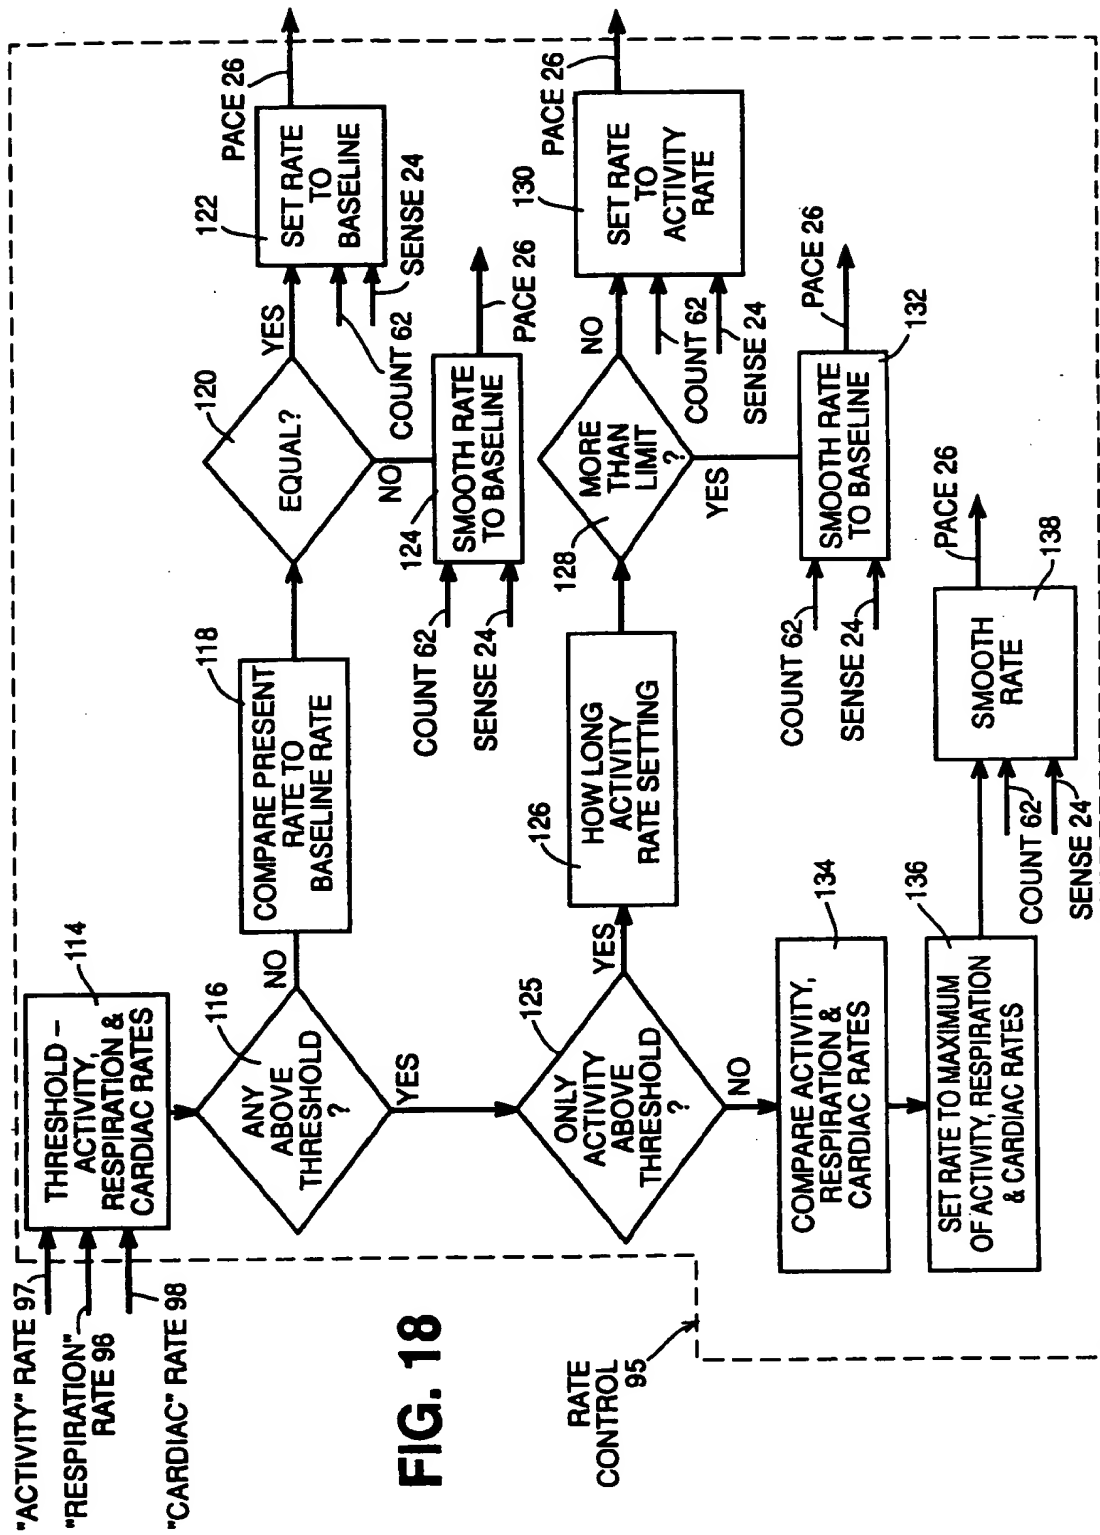 "ACTIVITY" RATE 97
"RESPIRATION"
RATE 96
"CARDIAC" RATE 98
114
THRESHOLD –
ACTIVITY,
RESPIRATION &
CARDIAC RATES
116
ANY
ABOVE
THRESHOLD
?
NO
YES
118
COMPARE PRESENT
RATE TO
BASELINE RATE
120
EQUAL?
YES
NO
122
SET RATE
TO
BASELINE
PACE 26
COUNT 62
SENSE 24
124
SMOOTH RATE
TO BASELINE
COUNT 62
SENSE 24
PACE 26
125
ONLY
ACTIVITY
ABOVE
THRESHOLD
?
YES
NO
126
HOW LONG
ACTIVITY
RATE SETTING
128
MORE
THAN
LIMIT
?
NO
YES
130
SET RATE
TO
ACTIVITY
RATE
PACE 26
COUNT 62
SENSE 24
132
SMOOTH RATE
TO BASELINE
COUNT 62
SENSE 24
PACE 26
134
COMPARE ACTIVITY,
RESPIRATION &
CARDIAC RATES
136
SET RATE TO MAXIMUM
OF ACTIVITY, RESPIRATION
& CARDIAC RATES
138
SMOOTH
RATE
COUNT 62
SENSE 24
PACE 26
RATE
CONTROL
95
FIG. 18